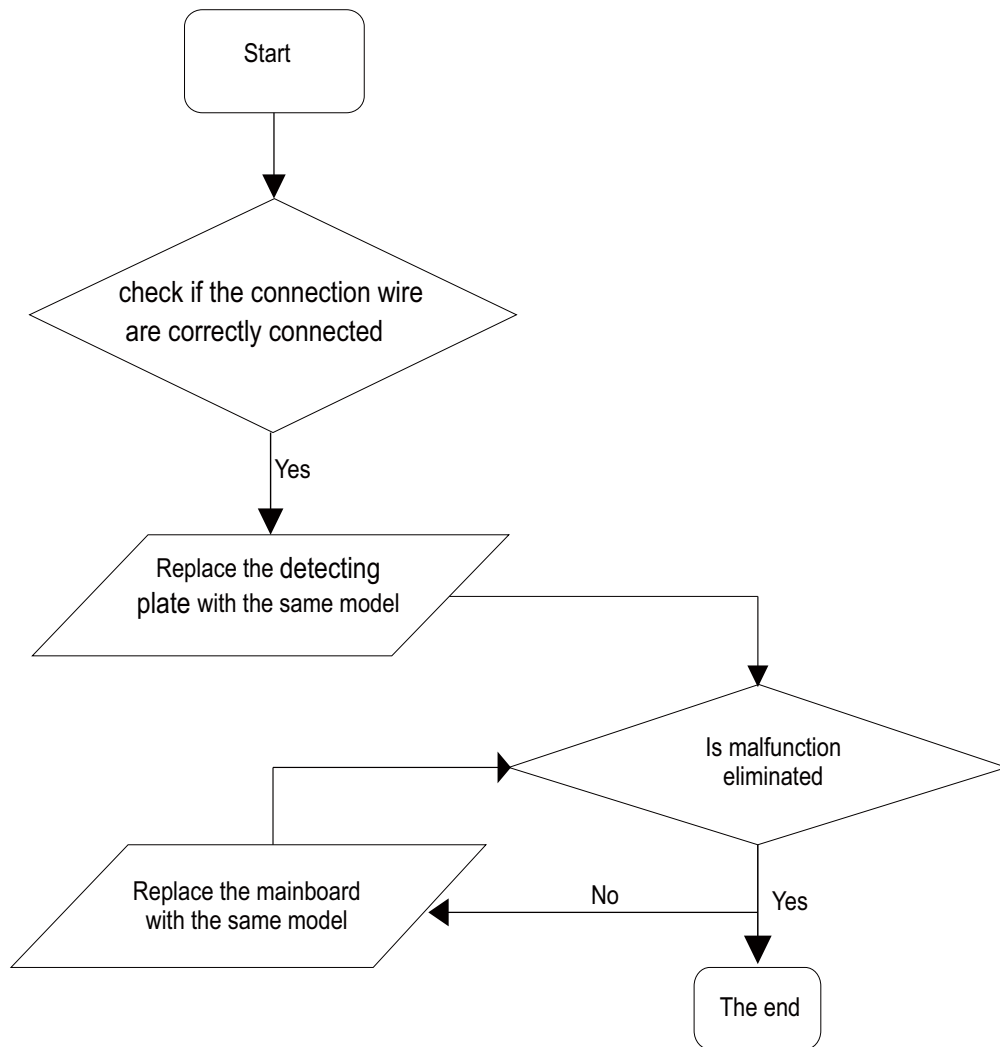 Start
check if the connection wire
are correctly connected
Yes
Replace the detecting
plate with the same model
Is malfunction
eliminated
Replace the mainboard
with the same model
No
Yes
The end